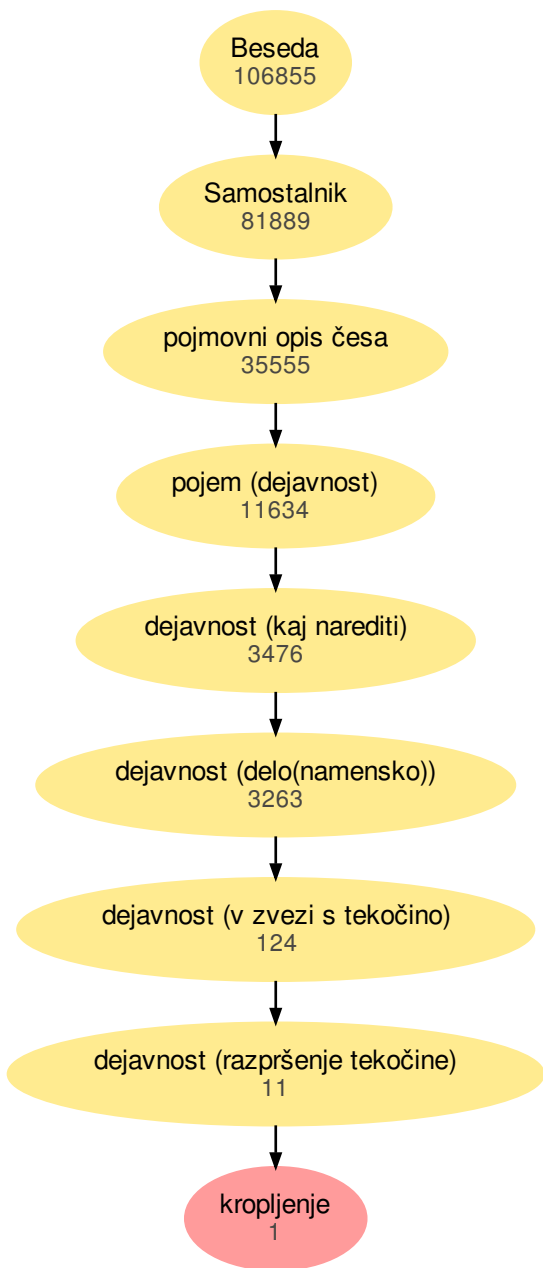 Beseda
106855
Samostalnik
81889
pojmovni opis česa
35555
pojem (dejavnost)
11634
dejavnost (kaj narediti)
3476
dejavnost (delo(namensko))
3263
dejavnost (v zvezi s tekočino)
124
dejavnost (razpršenje tekočine)
11
kropljenje
1